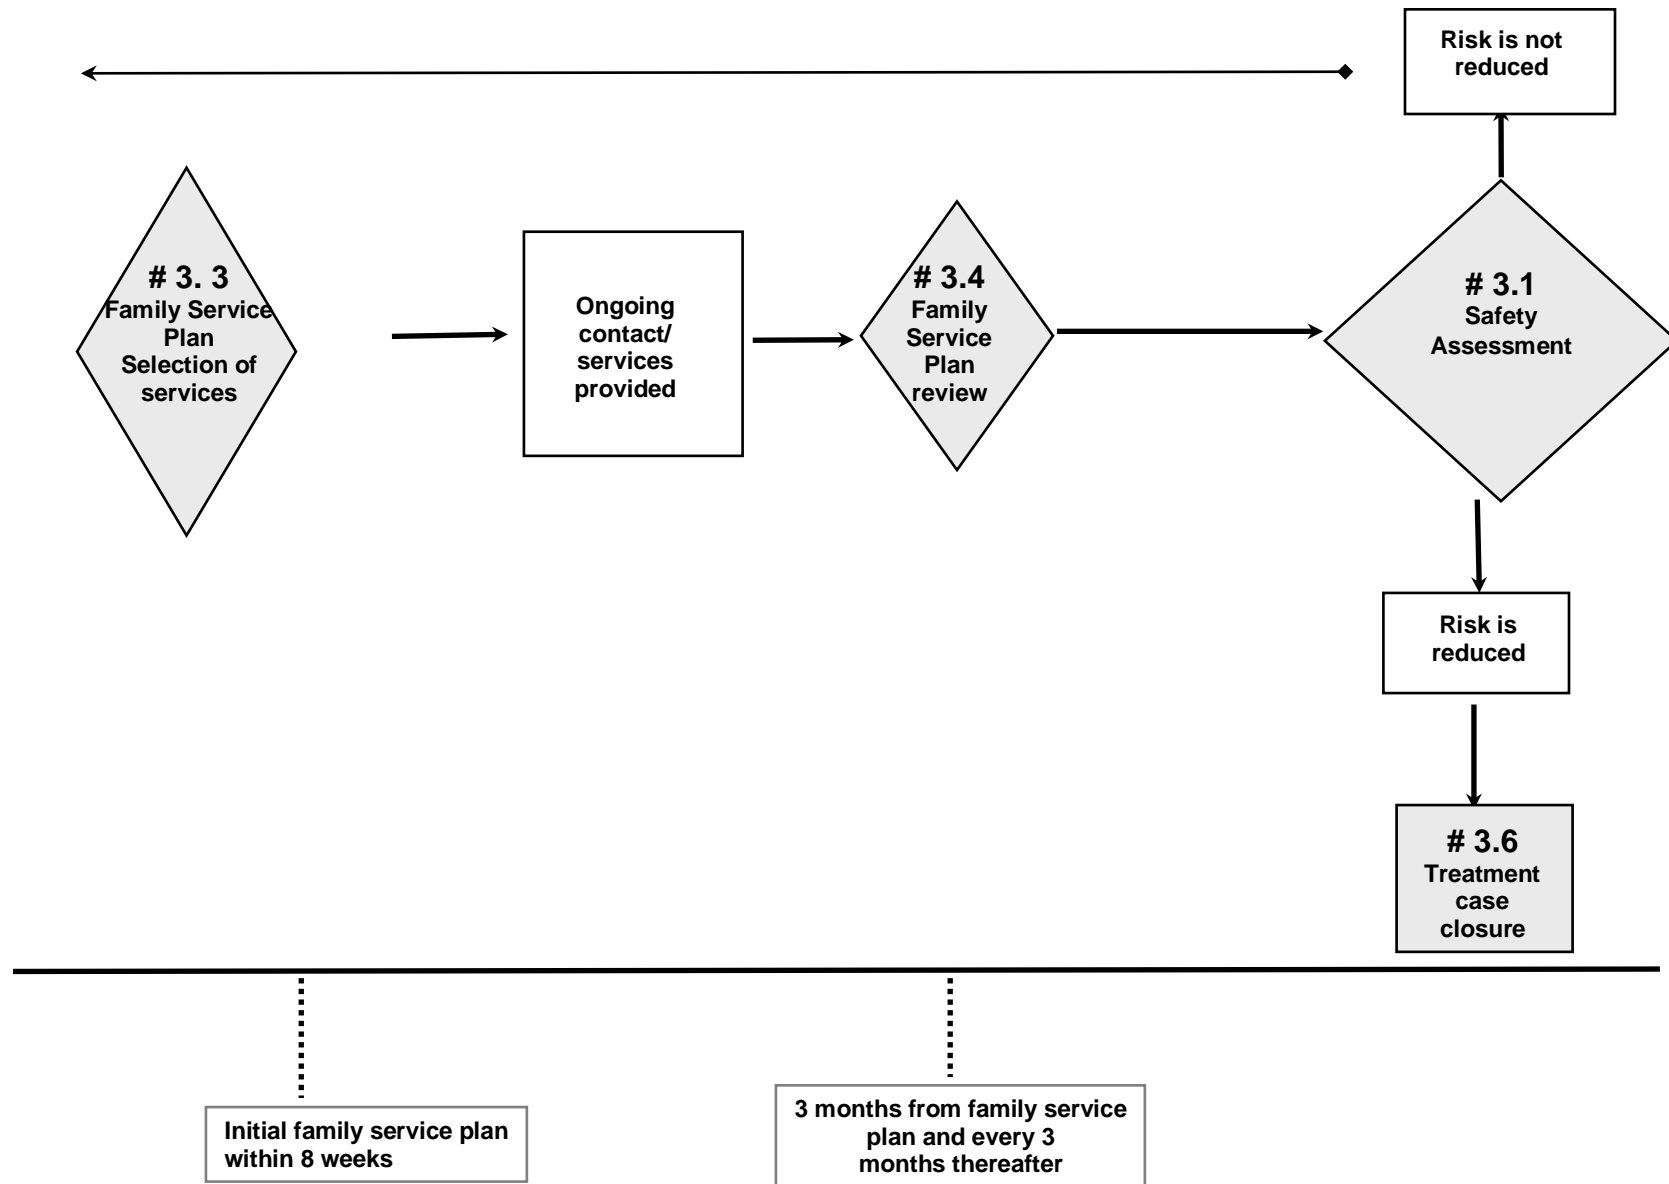 Risk is not
reduced
# 3. 3
Family Service
Plan
Selection of
services
Ongoing
contact/
services
provided
# 3.4
Family
Service
Plan
review
# 3.1
Safety
Assessment
Risk is
reduced
# 3.6
Treatment
case
closure
Initial family service plan
within 8 weeks
3 months from family service
plan and every 3
months thereafter